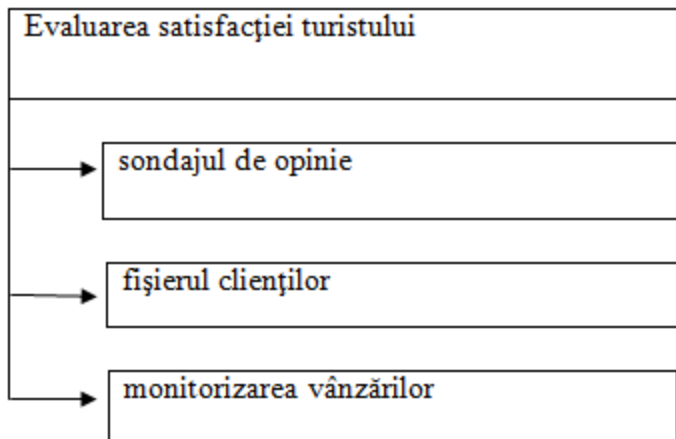 Evaluarea satisfacţiei turistului
sondajul de opinie
fişierul clienţilor
monitorizarea vânzărilor